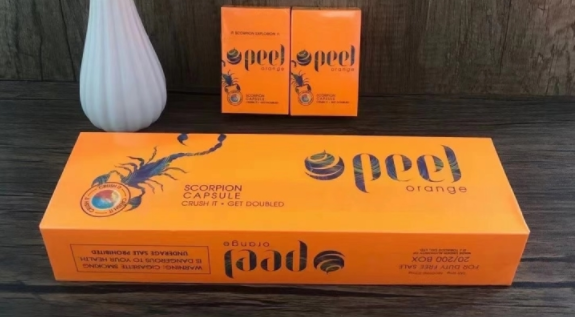 peel
orange
SCORPION
CAPSULE
peel
orange
SCORPION
CAPSULE
peel
orange
SCORPION
CAPSULE
CRUSH IT • GET DOUBLED
peel
orange
WARNING: CIGARETTE SMOKING
IS DANGEROUS TO YOUR HEALTH
UNDERAGE SALE PROHIBITED
FOR DUTY FREE SALE
20/200 BOX